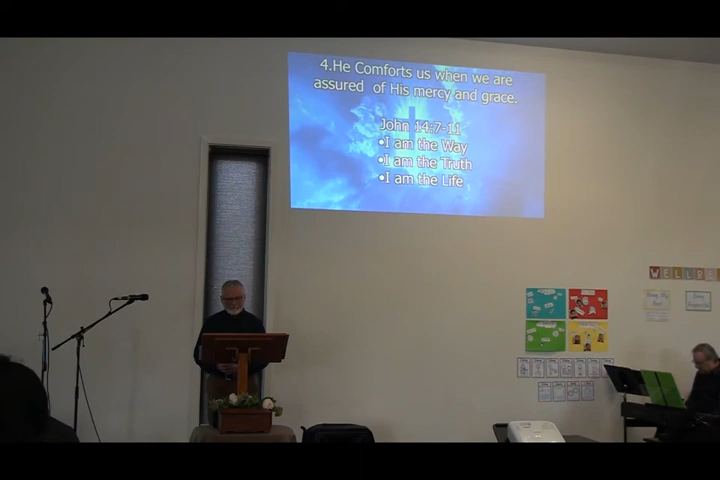 4.He Comforts us when we are
assured of His mercy and grace.
John 14:7-11
•I am the Way
•I am the Truth
•I am the Life
WELLBE